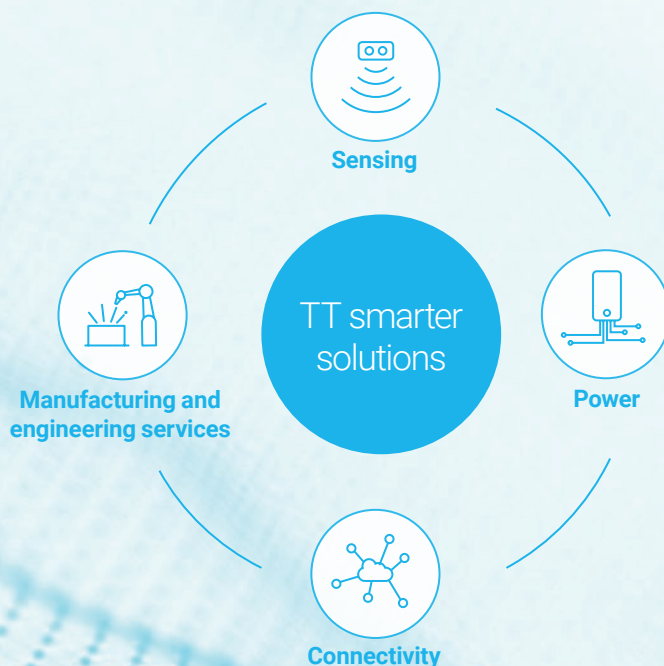 Sensing
TT smarter
solutions
Manufacturing and
engineering services
Power
Connectivity